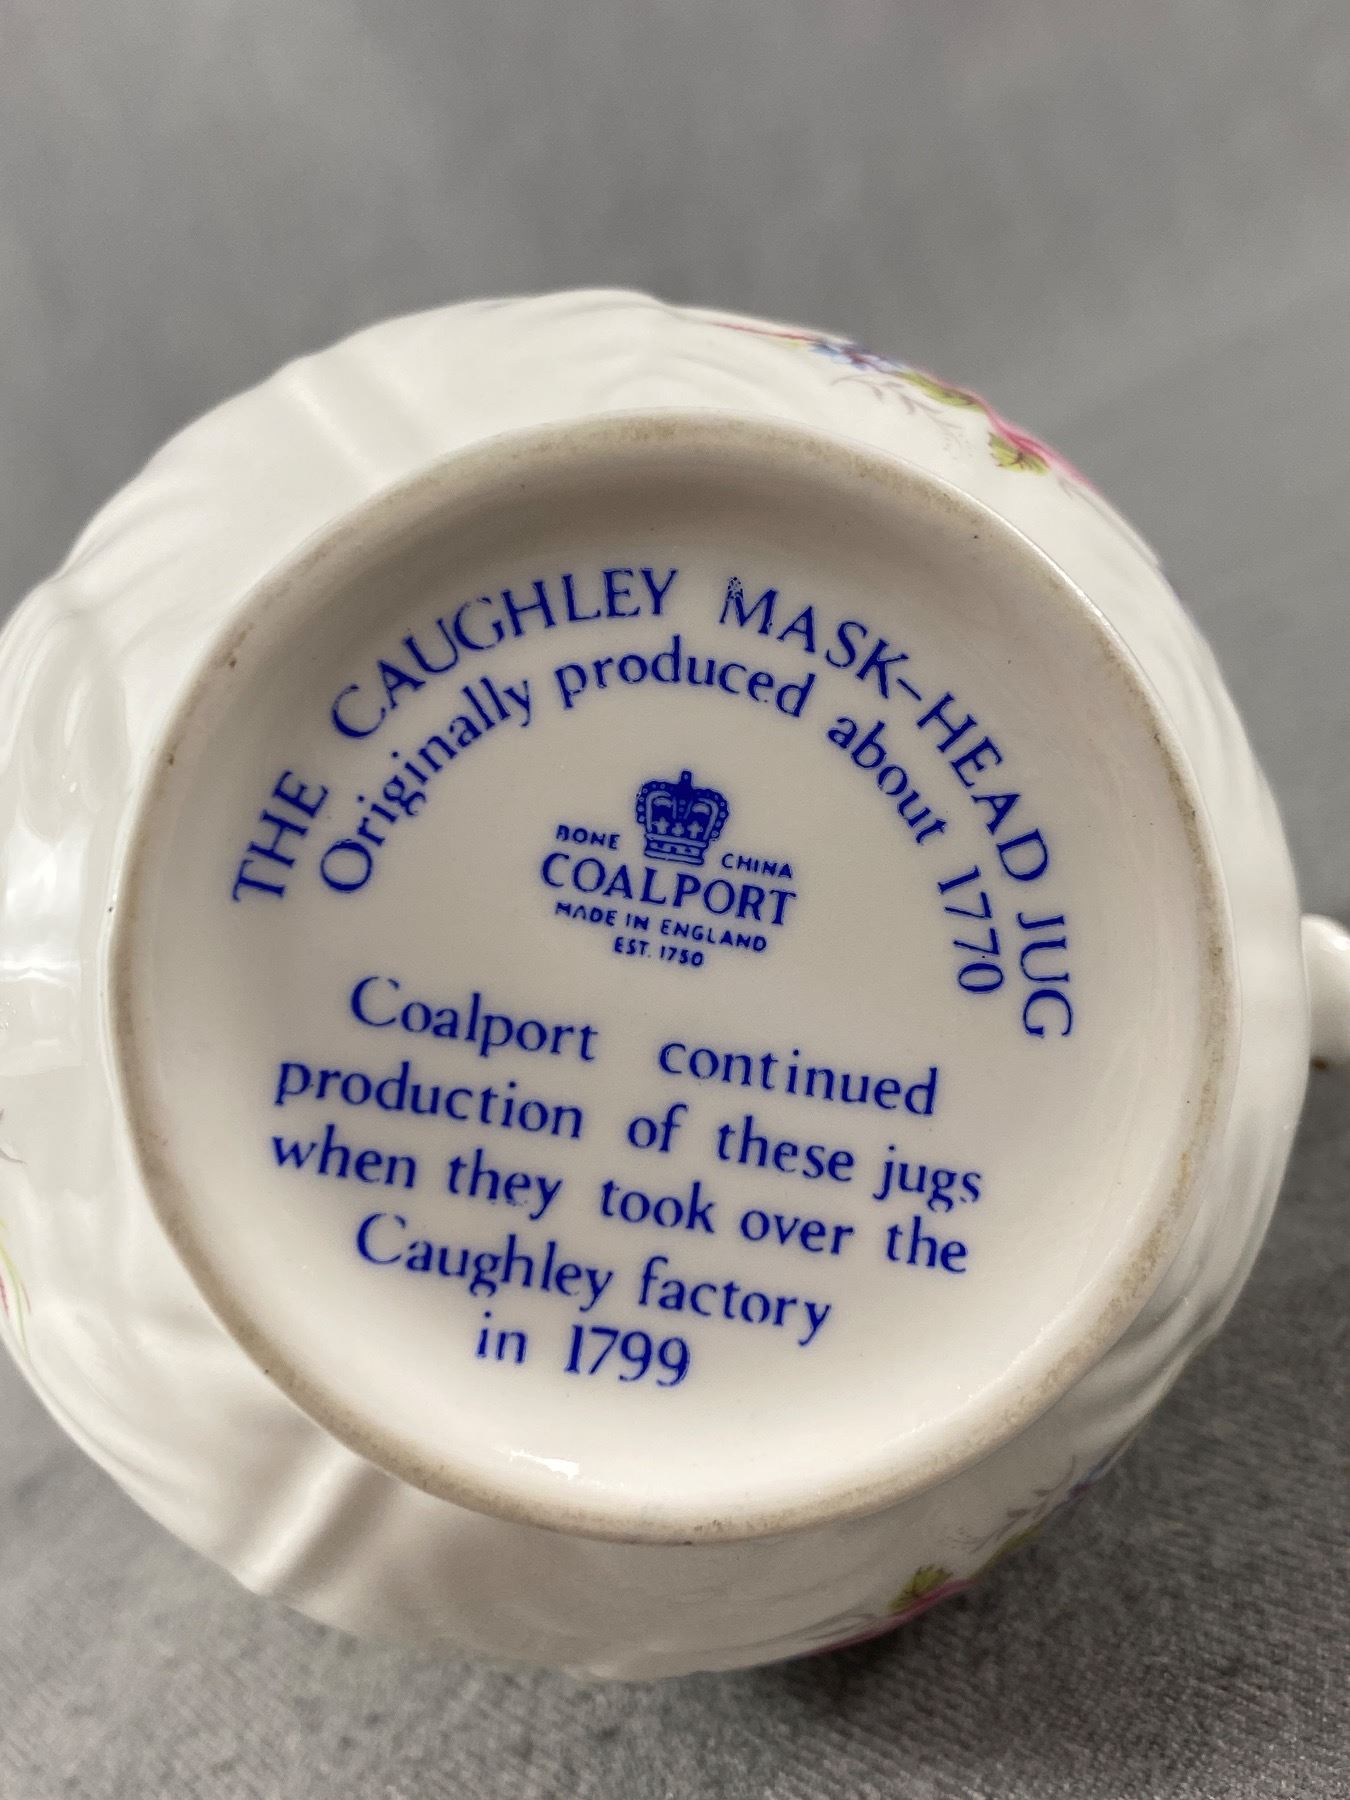 THE CAUGHLEY MASK-HEAD JUG
Originally produced about 1770
BONE CHINA
COALPORT
MADE IN ENGLAND
EST. 1750
Coalport continued
production of these jugs
when they took over the
Caughley factory
in 1799